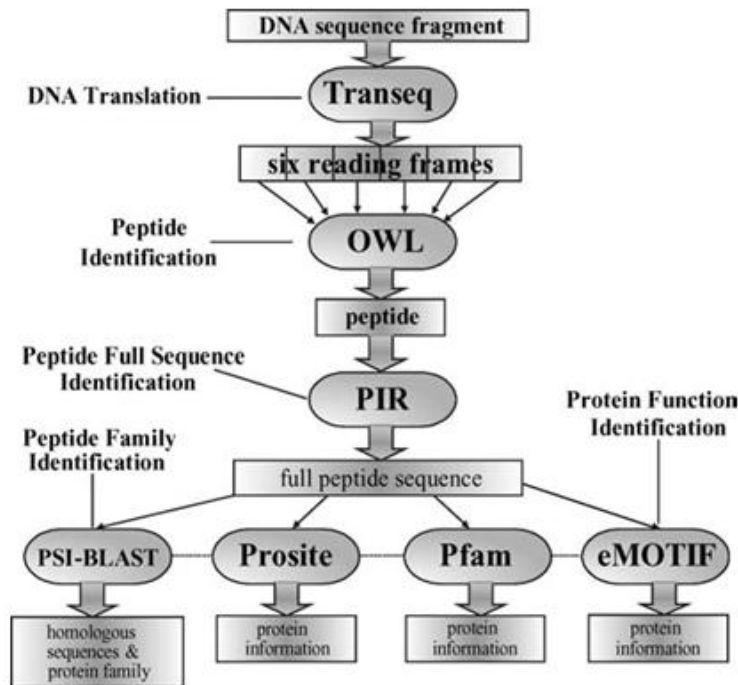 DNA sequence fragment
DNA Translation
Transeq
six reading frames
Peptide
Identification
OWL
peptide
Peptide Full Sequence
Identification
PIR
Protein Function
Identification
Peptide Family
Identification
full peptide sequence
PSI-BLAST
Prosite
Pfam
eMOTIF
homologous
sequences &
protein family
protein
information
protein
information
protein
information